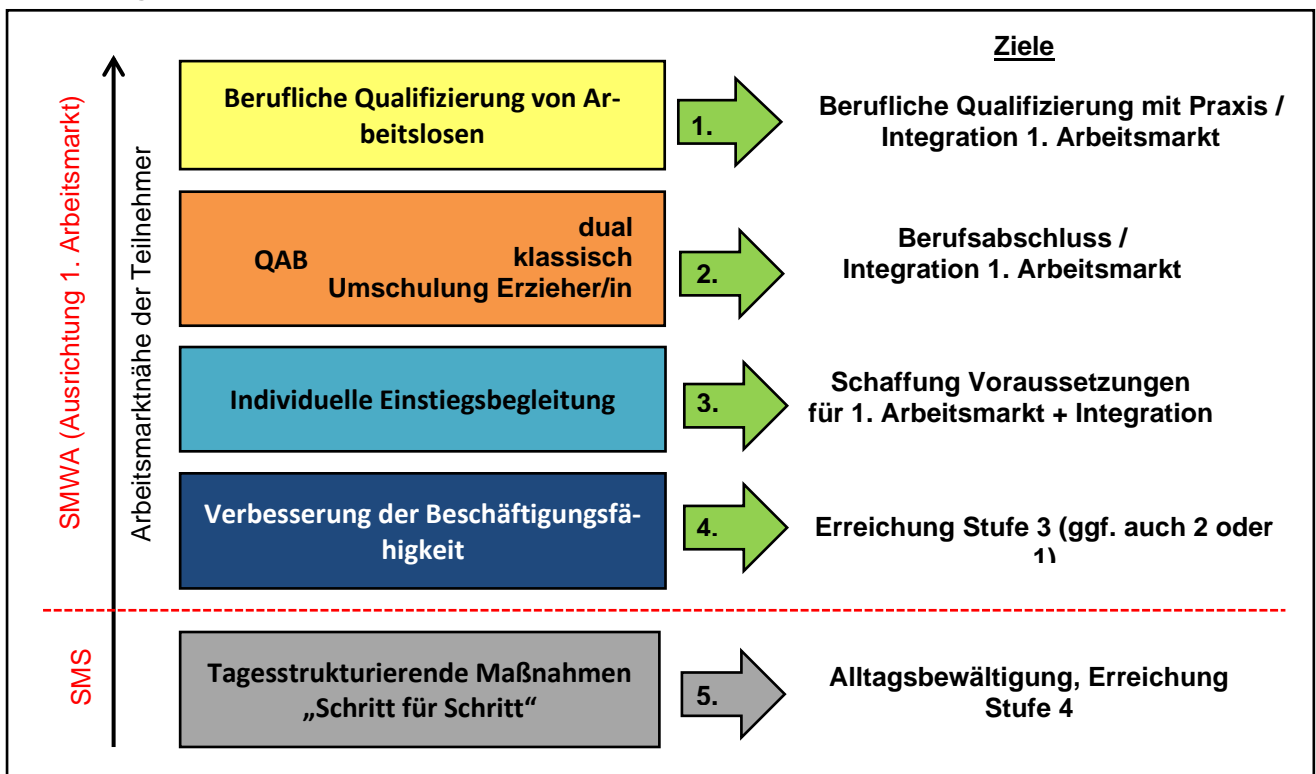 Ziele
SMWA (Ausrichtung 1. Arbeitsmarkt)
Arbeitsmarktnähe der Teilnehmer
Berufliche Qualifizierung von Ar-
beitslosen
1.
Berufliche Qualifizierung mit Praxis /
Integration 1. Arbeitsmarkt
QAB
dual
klassisch
Umschulung Erzieher/in
2.
Berufsabschluss /
Integration 1. Arbeitsmarkt
Individuelle Einstiegsbegleitung
3.
Schaffung Voraussetzungen
für 1. Arbeitsmarkt + Integration
Verbesserung der Beschäftigungsfä-
higkeit
4.
Erreichung Stufe 3 (ggf. auch 2 oder
1)
SMS
Tagesstrukturierende Maßnahmen
„Schritt für Schritt“
5.
Alltagsbewältigung, Erreichung
Stufe 4